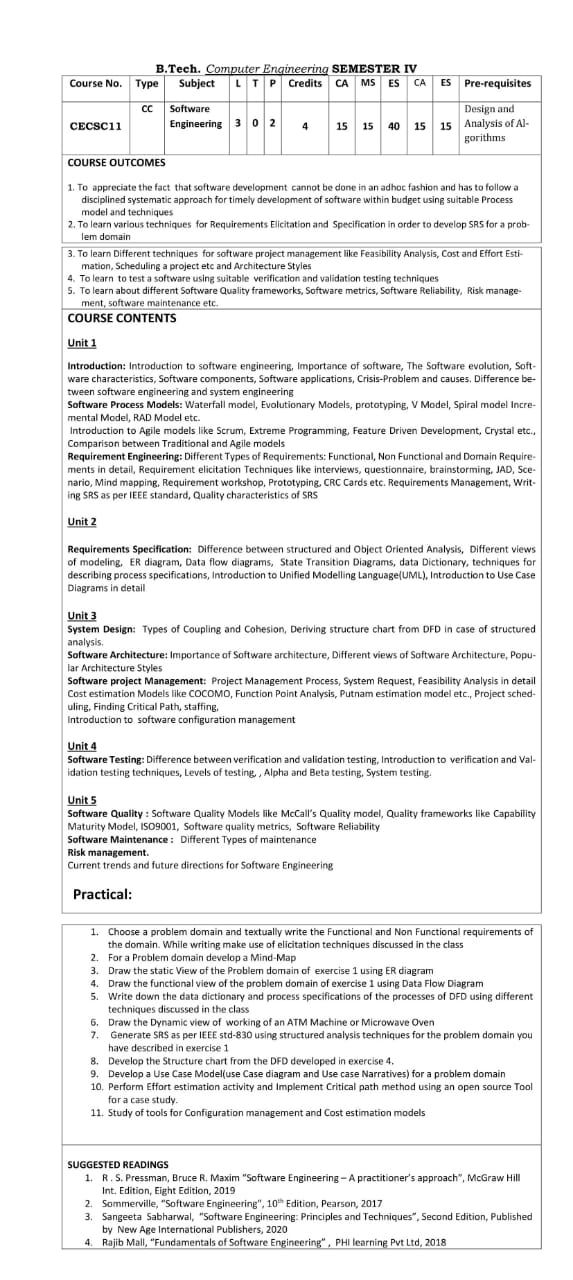 B.Tech. Computer Engineering SEMESTER IV
Course No. Type Subject L T P Credits CA MS ES CA ES Pre-requisites
CECSC11 CC Software Engineering 3 0 2 4 15 15 40 15 15 Design and Analysis of Al-gorithms
COURSE OUTCOMES
1. To appreciate the fact that software development cannot be done in an adhoc fashion and has to follow a
disciplined systematic approach for timely development of software within budget using suitable Process
model and techniques
2. To learn various techniques for Requirements Elicitation and Specification in order to develop SRS for a prob-
lem domain
3. To learn Different techniques for software project management like Feasibility Analysis, Cost and Effort Esti-
mation, Scheduling a project etc and Architecture Styles
4. To learn to test a software using suitable verification and validation testing techniques
5. To learn about different Software Quality frameworks, Software metrics, Software Reliability, Risk manage-
ment, software maintenance etc.
COURSE CONTENTS
Unit 1
Introduction: Introduction to software engineering, Importance of software, The Software evolution, Soft-
ware characteristics, Software components, Software applications, Crisis-Problem and causes. Difference be-
tween software engineering and system engineering
Software Process Models: Waterfall model, Evolutionary Models, prototyping, V Model, Spiral model Incre-
mental Model, RAD Model etc.
Introduction to Agile models like Scrum, Extreme Programming, Feature Driven Development, Crystal etc.,
Comparison between Traditional and Agile models
Requirement Engineering: Different Types of Requirements: Functional, Non Functional and Domain Require-
ments in detail, Requirement elicitation Techniques like interviews, questionnaire, brainstorming, JAD, Sce-
nario, Mind mapping, Requirement workshop, Prototyping, CRC Cards etc. Requirements Management, Writ-
ing SRS as per IEEE standard, Quality characteristics of SRS
Unit 2
Requirements Specification: Difference between structured and Object Oriented Analysis, Different views
of modeling, ER diagram, Data flow diagrams, State Transition Diagrams, data Dictionary, techniques for
describing process specifications, Introduction to Unified Modelling Language(UML), Introduction to Use Case
Diagrams in detail
Unit 3
System Design: Types of Coupling and Cohesion, Deriving structure chart from DFD in case of structured
analysis.
Software Architecture: Importance of Software architecture, Different views of Software Architecture, Popu-
lar Architecture Styles
Software project Management: Project Management Process, System Request, Feasibility Analysis in detail
Cost estimation Models like COCOMO, Function Point Analysis, Putnam estimation model etc., Project sched-
uling, Finding Critical Path, staffing,
Introduction to software configuration management
Unit 4
Software Testing: Difference between verification and validation testing, Introduction to verification and Val-
idation testing techniques, Levels of testing, , Alpha and Beta testing, System testing.
Unit 5
Software Quality : Software Quality Models like McCall's Quality model, Quality frameworks like Capability
Maturity Model, ISO9001, Software quality metrics, Software Reliability
Software Maintenance : Different Types of maintenance
Risk management.
Current trends and future directions for Software Engineering
Practical:
1. Choose a problem domain and textually write the Functional and Non Functional requirements of
the domain. While writing make use of elicitation techniques discussed in the class
2. For a Problem domain develop a Mind-Map
3. Draw the static View of the Problem domain of exercise 1 using ER diagram
4. Draw the functional view of the problem domain of exercise 1 using Data Flow Diagram
5. Write down the data dictionary and process specifications of the processes of DFD using different
techniques discussed in the class
6. Draw the Dynamic view of working of an ATM Machine or Microwave Oven
7. Generate SRS as per IEEE std-830 using structured analysis techniques for the problem domain you
have described in exercise 1
8. Develop the Structure chart from the DFD developed in exercise 4.
9. Develop a Use Case Model(use Case diagram and Use case Narratives) for a problem domain
10. Perform Effort estimation activity and Implement Critical path method using an open source Tool
for a case study.
11. Study of tools for Configuration management and Cost estimation models
SUGGESTED READINGS
1. R. S. Pressman, Bruce R. Maxim "Software Engineering – A practitioner's approach", McGraw Hill
Int. Edition, Eight Edition, 2019
2. Sommerville, "Software Engineering", 10th Edition, Pearson, 2017
3. Sangeeta Sabharwal, "Software Engineering: Principles and Techniques", Second Edition, Published
by New Age International Publishers, 2020
4. Rajib Mall, "Fundamentals of Software Engineering" , PHI learning Pvt Ltd, 2018